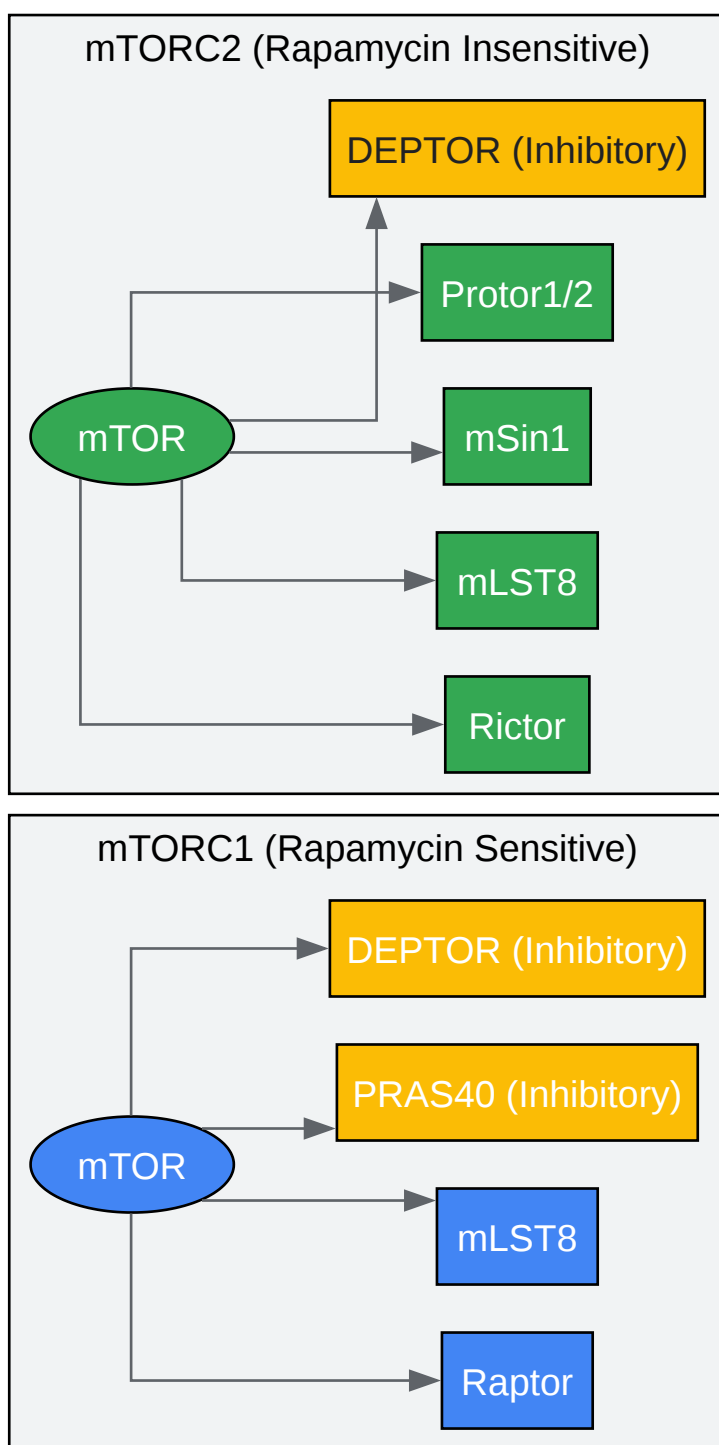 mTORC2 (Rapamycin Insensitive)
DEPTOR (Inhibitory)
Protor1/2
mTOR
mSin1
mLST8
Rictor
mTORC1 (Rapamycin Sensitive)
DEPTOR (Inhibitory)
PRAS40 (Inhibitory)
mTOR
mLST8
Raptor